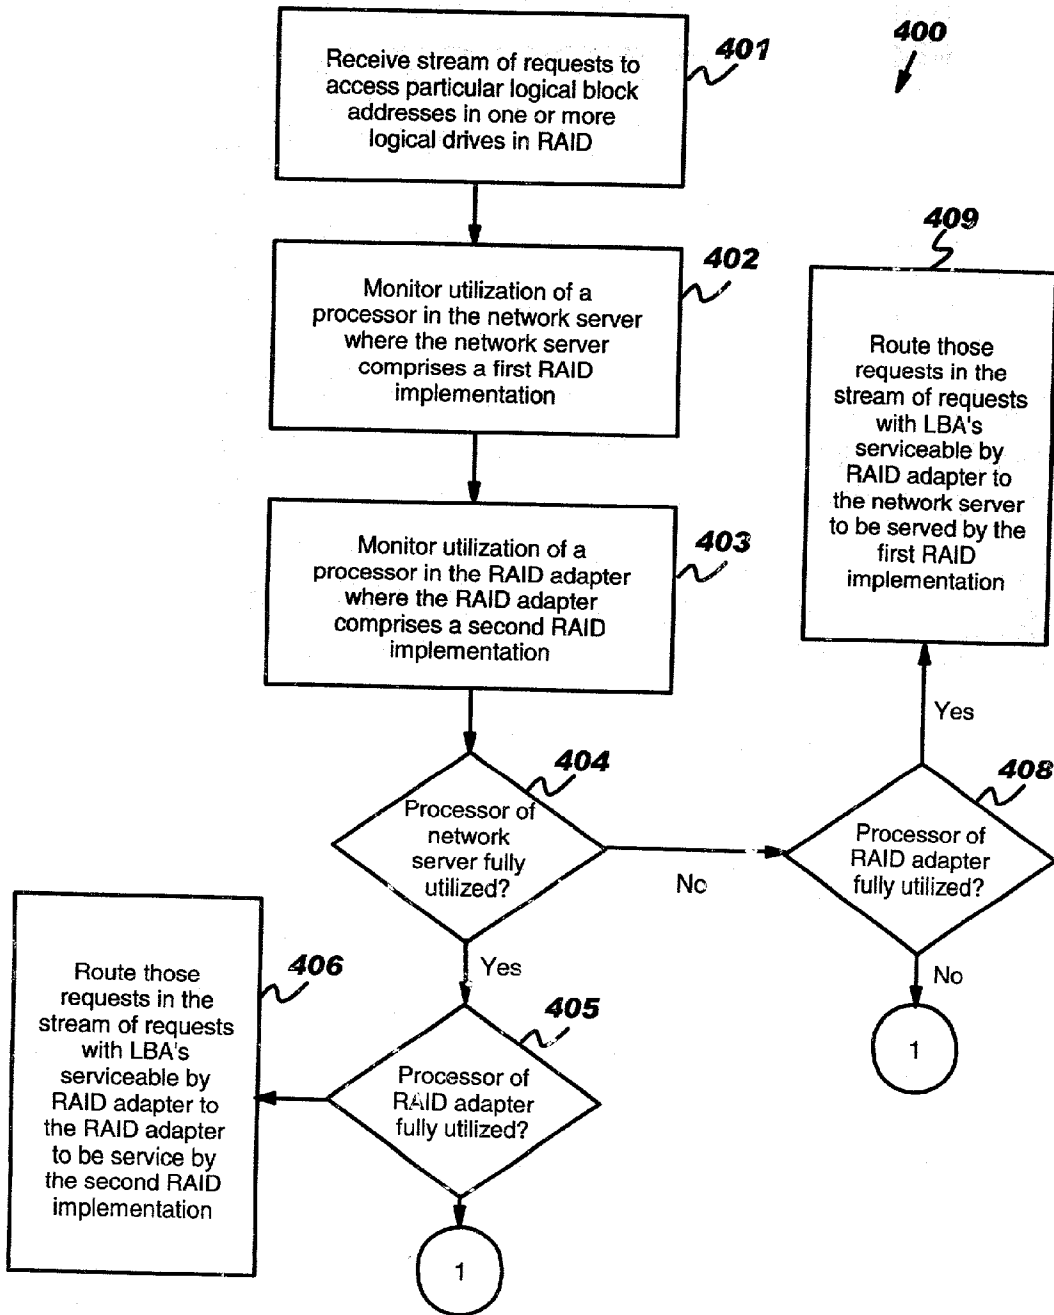 400
401
Receive stream of requests to
access particular logical block
addresses in one or more
logical drives in RAID
402
Monitor utilization of a
processor in the network server
where the network server
comprises a first RAID
implementation
403
Monitor utilization of a
processor in the RAID adapter
where the RAID adapter
comprises a second RAID
implementation
404
Processor of
network
server fully
utilized?
No
Yes
405
Processor of
RAID adapter
fully utilized?
1
406
Route those
requests in the
stream of requests
with LBA's
serviceable by
RAID adapter to
the RAID adapter
to be service by
the second RAID
implementation
408
Processor of
RAID adapter
fully utilized?
Yes
No
1
409
Route those
requests in the
stream of requests
with LBA's
serviceable by
RAID adapter to
the network server
to be served by the
first RAID
implementation